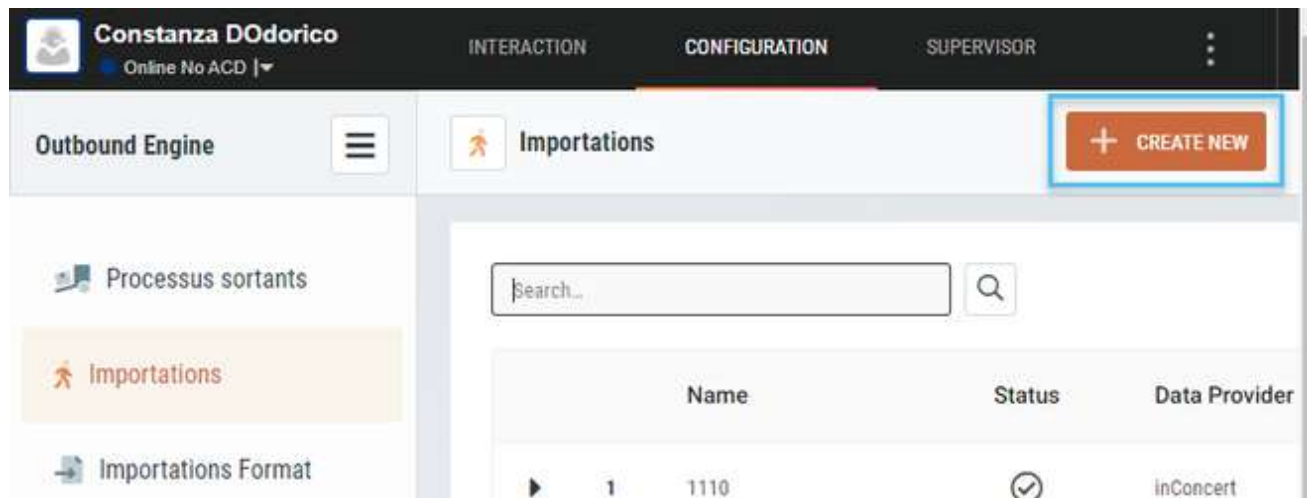 Constanza DOdorico
Online No ACD
INTERACTION
CONFIGURATION
SUPERVISOR
Outbound Engine
Importations
CREATE NEW
Processus sortants
Importations
Importations Format
Search...
Name
Status
Data Provider
1
1110
inConcert